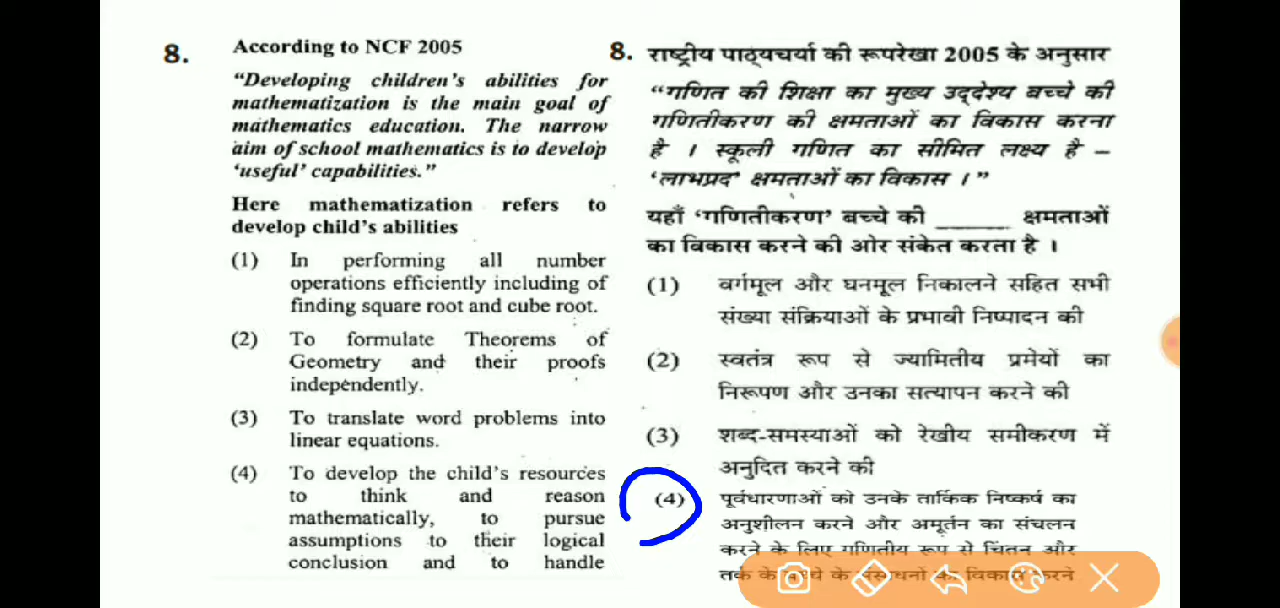 8.
According to NCF 2005
"Developing children's abilities for
mathematization is the main goal of
mathematics education. The narrow
aim of school mathematics is to develop
'useful' capabilities."
Here mathematization refers to
develop child's abilities
(1) In performing all number
operations efficiently including of
finding square root and cube root.
(2) To formulate Theorems of
Geometry and their proofs
independently.
(3) To translate word problems into
linear equations.
(4) To develop the child's resources
to think and reason
mathematically, to pursue
assumptions to their logical
conclusion and to handle
8. राष्ट्रीय पाठ्यचर्या की रूपरेखा 2005 के अनुसार
"गणित की शिक्षा का मुख्य उद्देश्य बच्चे की
गणितीकरण की क्षमताओं का विकास करना
है । स्कूली गणित का सीमित लक्ष्य है –
'लाभप्रद' क्षमताओं का विकास ।"
यहाँ 'गणितीकरण' बच्चे की ______ क्षमताओं
का विकास करने की ओर संकेत करता है ।
(1) वर्गमूल और घनमूल निकालने सहित सभी
संख्या संक्रियाओं के प्रभावी निष्पादन की
(2) स्वतंत्र रूप से ज्यामितीय प्रमेयों का
निरूपण और उनका सत्यापन करने की
(3) शब्द-समस्याओं को रेखीय समीकरण में
अनुदित करने की
(4) पूर्वधारणाओं को उनके तार्किक निष्कर्ष का
अनुशीलन करने और अमूर्तन का संचलन
करने के लिए गणितीय रूप से चिंतन और
तर्क के बच्चे के संसाधनों का विकास करने